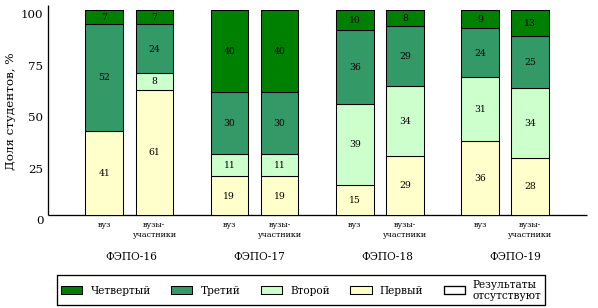 Доля студентов, %
100
75
50
25
0
7
52
41
7
24
8
61
40
30
11
19
40
30
11
19
10
36
39
15
8
29
34
29
9
24
31
36
13
25
34
28
вуз
вузы-
участники
вуз
вузы-
участники
вуз
вузы-
участники
вуз
вузы-
участники
ФЭПО-16 ФЭПО-17 ФЭПО-18 ФЭПО-19
Четвертый Третий Второй Первый Результаты
отсутствуют